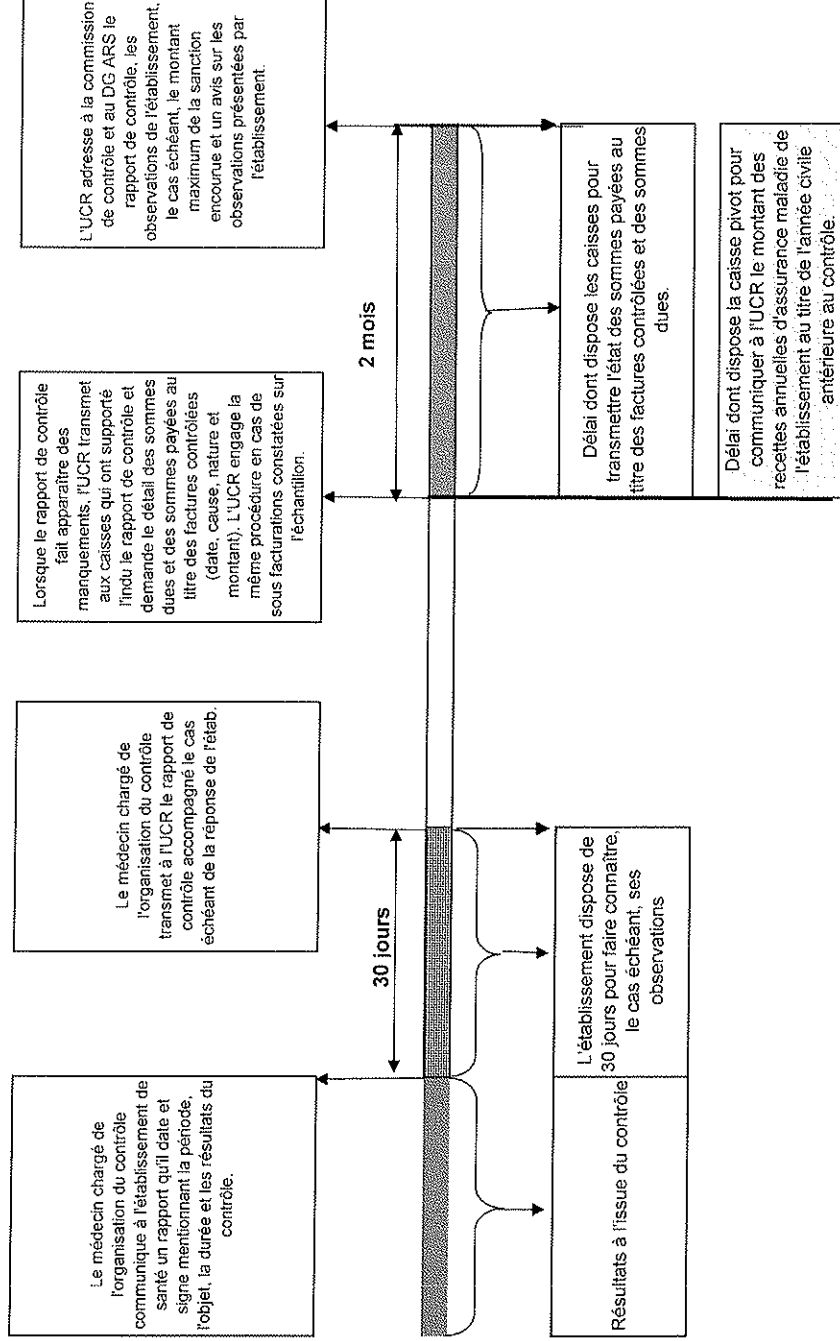 Le médecin chargé de
l'organisation du contrôle
communique à l'établissement de
santé un rapport qu'il date et
signe mentionnant la période,
l'objet, la durée et les résultats du
contrôle.
Le médecin chargé de
l'organisation du contrôle
transmet à l'UCR le rapport de
contrôle accompagné le cas
échéant de la réponse de l'étab.
Lorsque le rapport de contrôle
fait apparaître des
manquements, l'UCR transmet
aux caisses qui ont supporté
l'indu le rapport de contrôle et
demande le détail des sommes
dues et des sommes payées au
titre des factures contrôlées
(date, cause, nature et
montant). L'UCR engage la
même procédure en cas de
sous facturations constatées sur
l'échantillon.
L'UCR adresse à la commission
de contrôle et au DG ARS le
rapport de contrôle, les
observations de l'établissement,
le cas échéant, le montant
maximum de la sanction
encourue et un avis sur les
observations présentées par
l'établissement.
30 jours
2 mois
Résultats à l'issue du contrôle
L'établissement dispose de
30 jours pour faire connaître,
le cas échéant, ses
observations
Délai dont dispose les caisses pour
transmettre l'état des sommes payées au
titre des factures contrôlées et des sommes
dues.
Délai dont dispose la caisse pivot pour
communiquer à l'UCR le montant des
recettes annuelles d'assurance maladie de
l'établissement au titre de l'année civile
antérieure au contrôle.